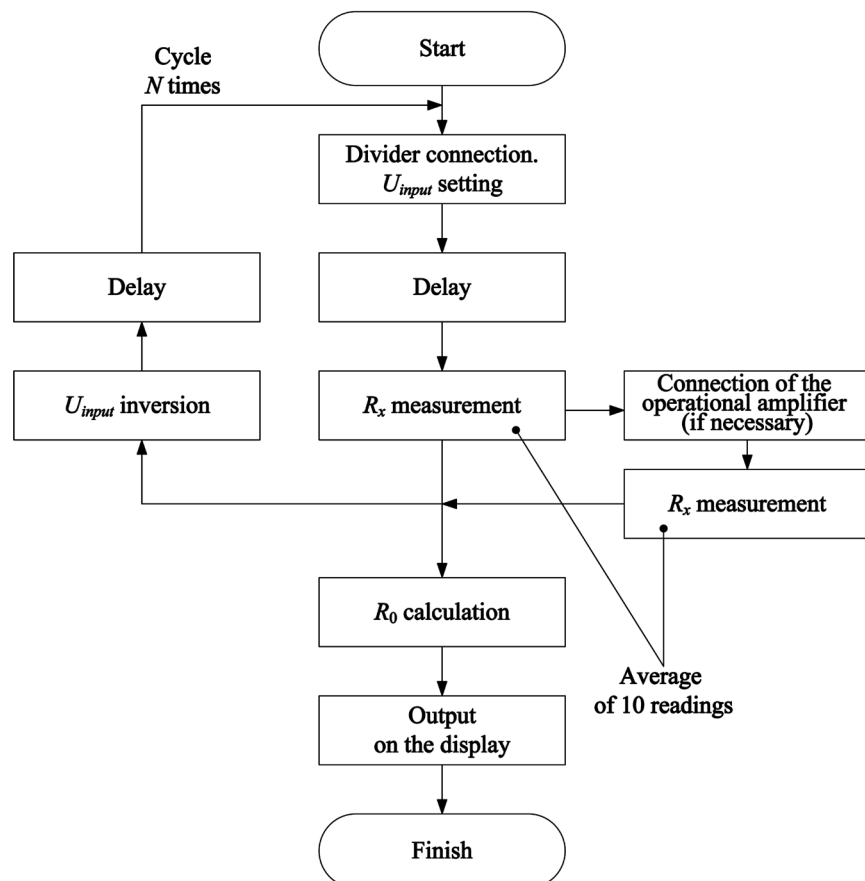 Start
Cycle
N times
Divider connection.
U_input setting
Delay
Delay
U_input inversion
R_x measurement
Connection of the
operational amplifier
(if necessary)
R_x measurement
R_0 calculation
Average
of 10 readings
Output
on the display
Finish